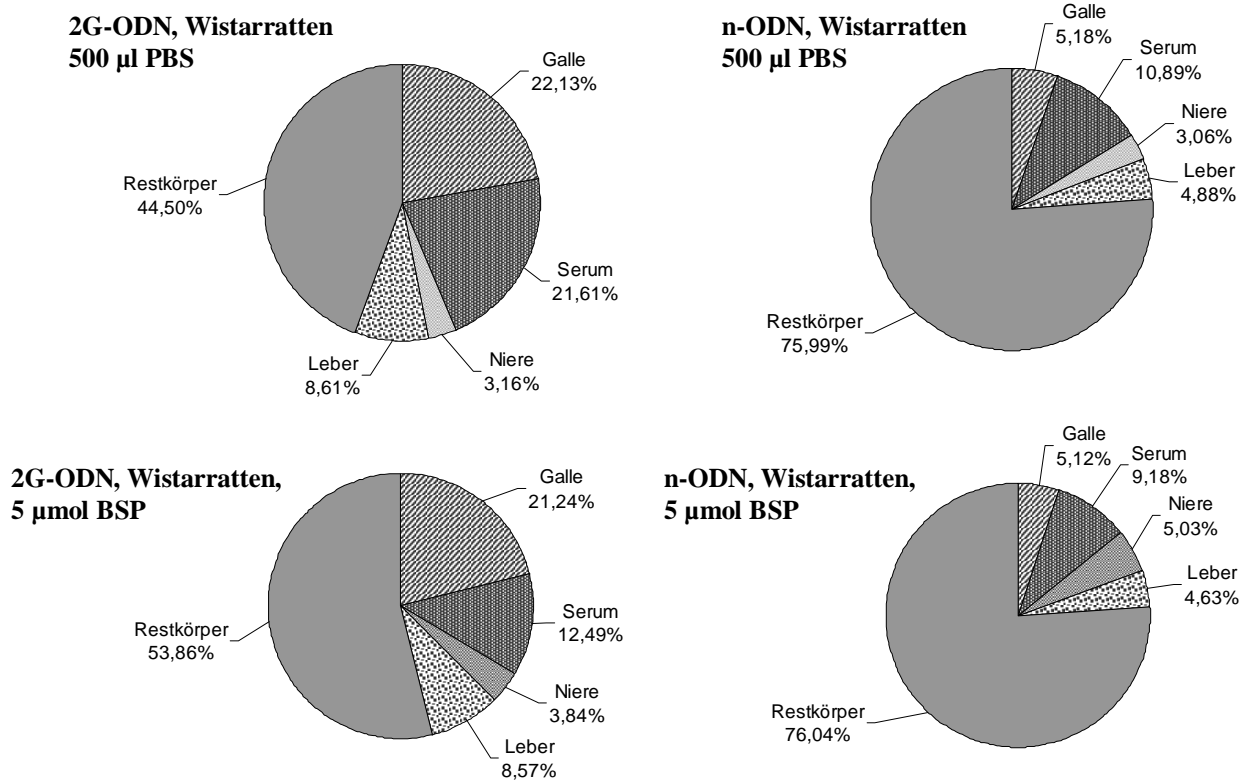 2G-ODN, Wistarratten
500 µl PBS
Galle
22,13%
Serum
21,61%
Niere
3,16%
Leber
8,61%
Restkörper
44,50%
n-ODN, Wistarratten
500 µl PBS
Galle
5,18%
Serum
10,89%
Niere
3,06%
Leber
4,88%
Restkörper
75,99%
2G-ODN, Wistarratten,
5 µmol BSP
Galle
21,24%
Serum
12,49%
Niere
3,84%
Leber
8,57%
Restkörper
53,86%
n-ODN, Wistarratten,
5 µmol BSP
Galle
5,12%
Serum
9,18%
Niere
5,03%
Leber
4,63%
Restkörper
76,04%